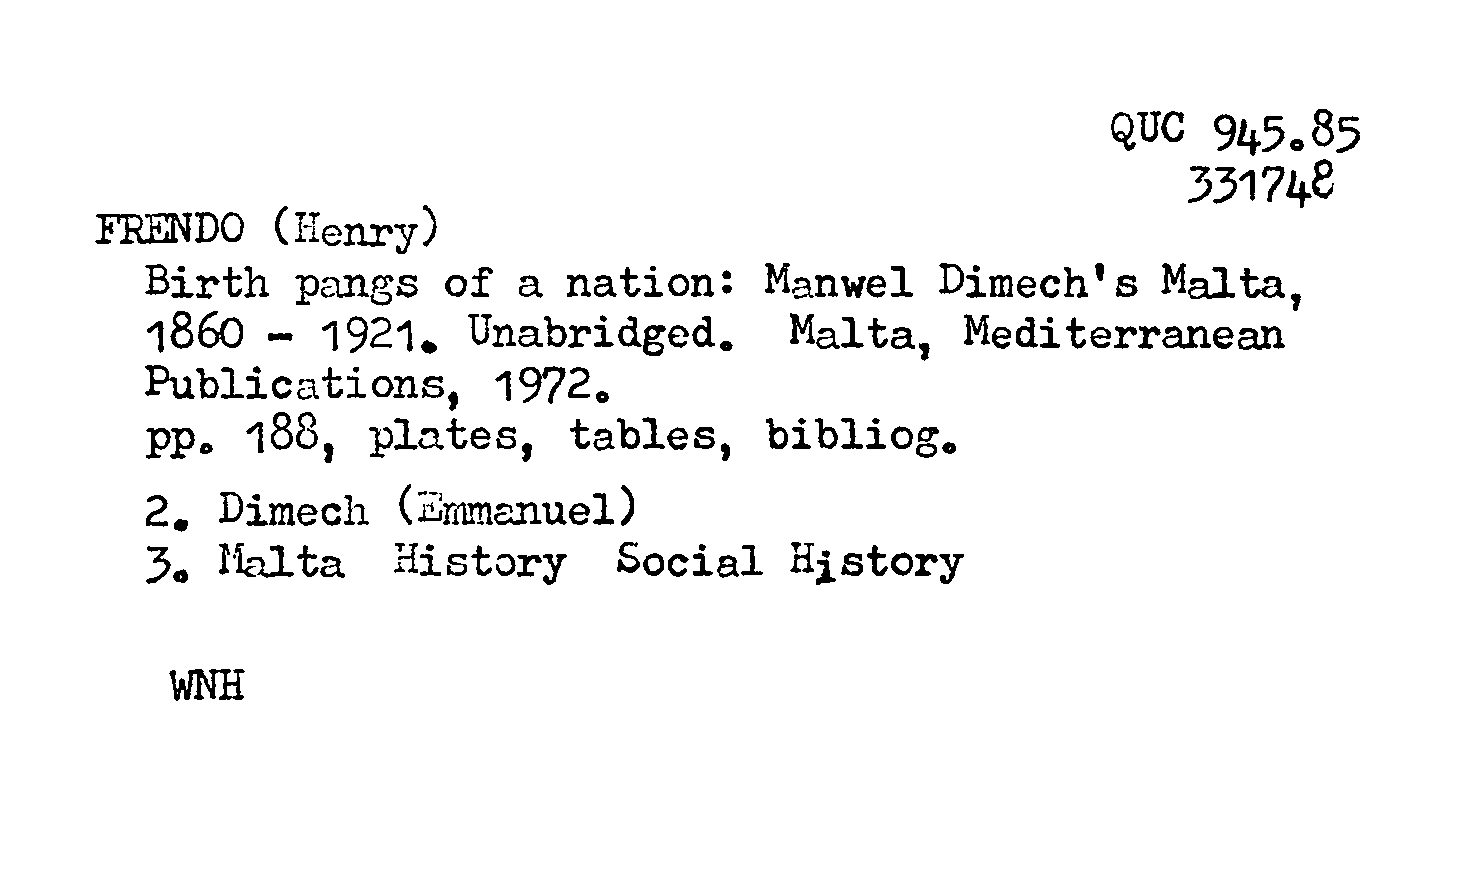 QUC 945.85
331748
FRENDO (Henry)
Birth pangs of a nation: Manwel Dimech's Malta,
1860 - 1921. Unabridged. Malta, Mediterranean
Publications, 1972.
pp. 188, plates, tables, bibliog.
2. Dimech (Emmanuel)
3. Malta History Social History
WNH